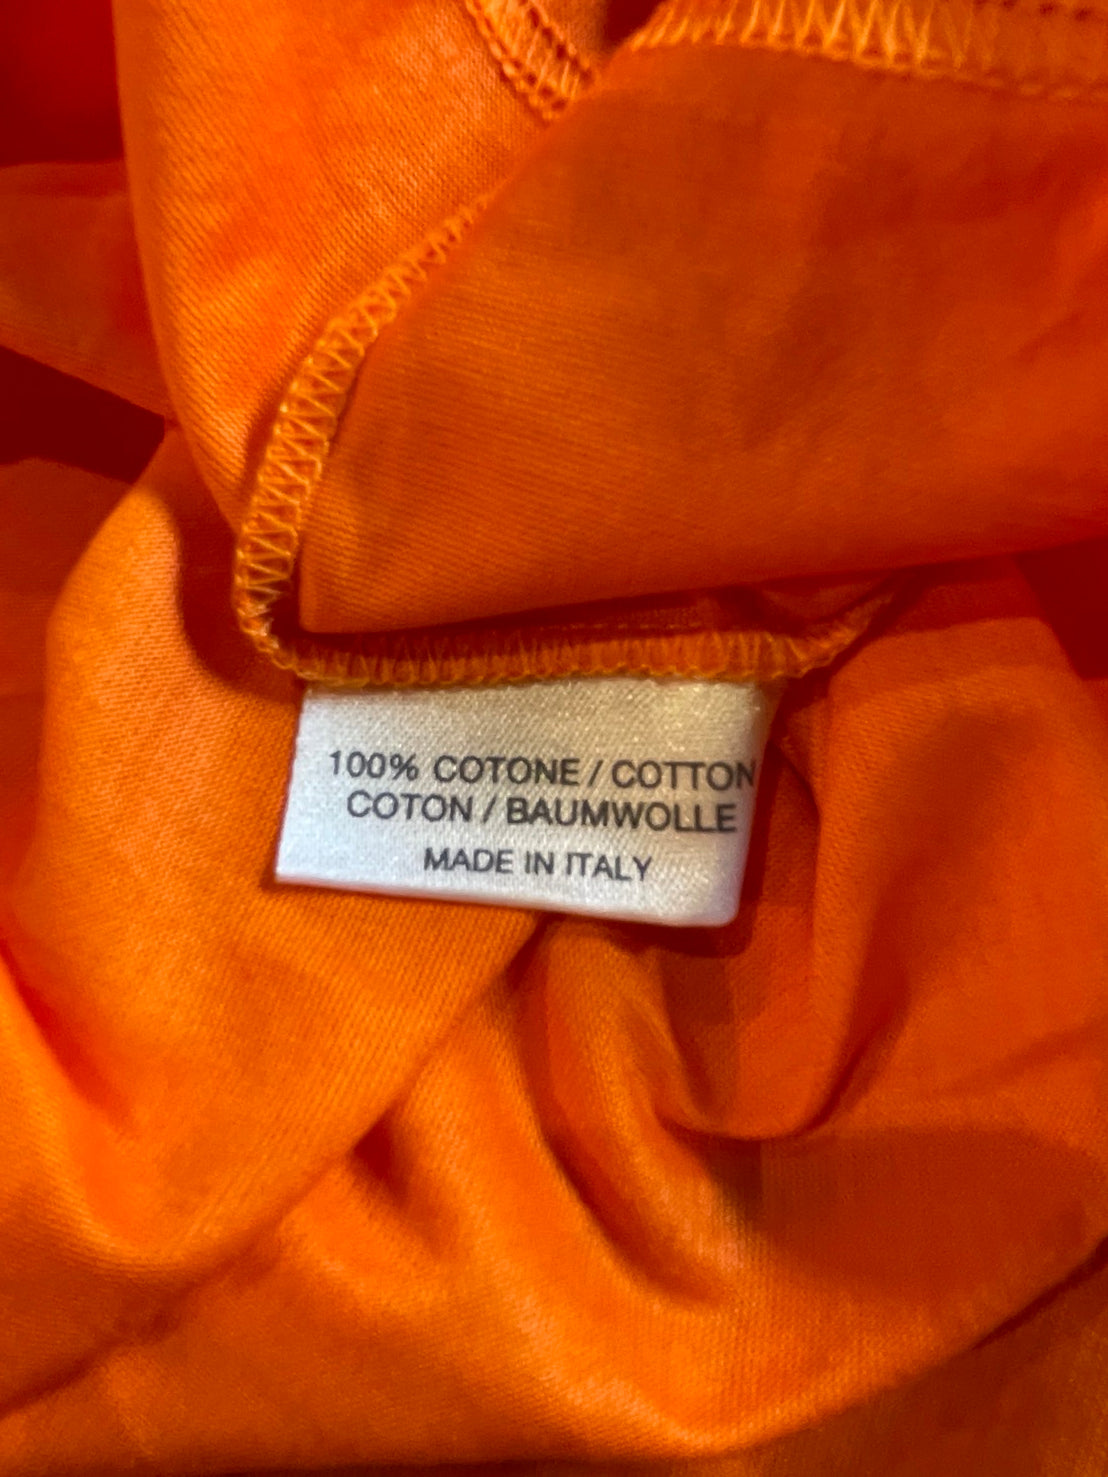 100% COTONE / COTTON
COTON / BAUMWOLLE
MADE IN ITALY